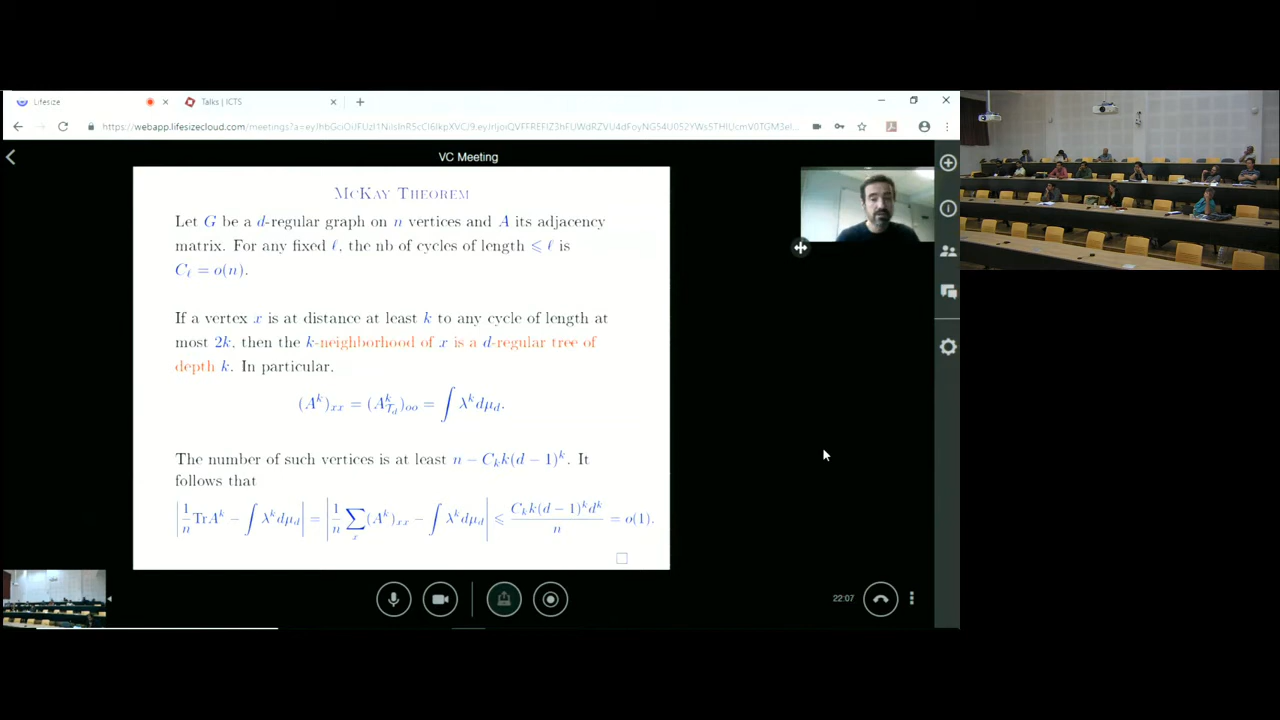 Lifesize
Talks | ICTS
VC Meeting
McKay Theorem
Let G be a d-regular graph on n vertices and A its adjacency
matrix. For any fixed ℓ, the nb of cycles of length ⩽ ℓ is
C_ℓ = o(n).
If a vertex x is at distance at least k to any cycle of length at
most 2k, then the k-neighborhood of x is a d-regular tree of
depth k. In particular,
(A^k)_{xx} = (A^k_{T_d})_{oo} = ∫ λ^k dμ_d.
The number of such vertices is at least n − C_k k(d − 1)^k. It
follows that
|1/n Tr A^k − ∫ λ^k dμ_d| = |1/n ∑_x (A^k)_{xx} − ∫ λ^k dμ_d| ⩽ C_k k(d − 1)^k d^k / n = o(1).
22:07